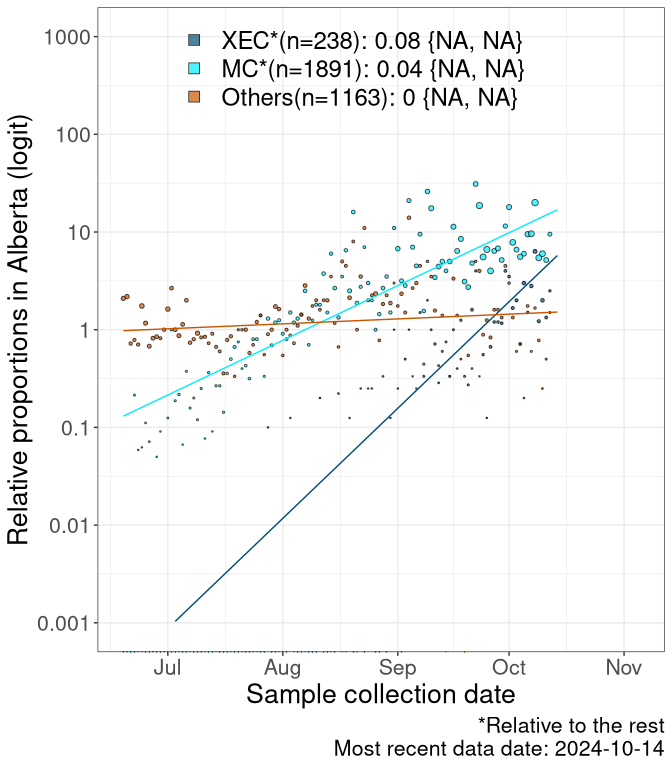 XEC*(n=238): 0.08 {NA, NA}
MC*(n=1891): 0.04 {NA, NA}
Others(n=1163): 0 {NA, NA}
Relative proportions in Alberta (logit)
1000
100
10
1
0.1
0.01
0.001
Jul Aug Sep Oct Nov
Sample collection date
*Relative to the rest
Most recent data date: 2024-10-14